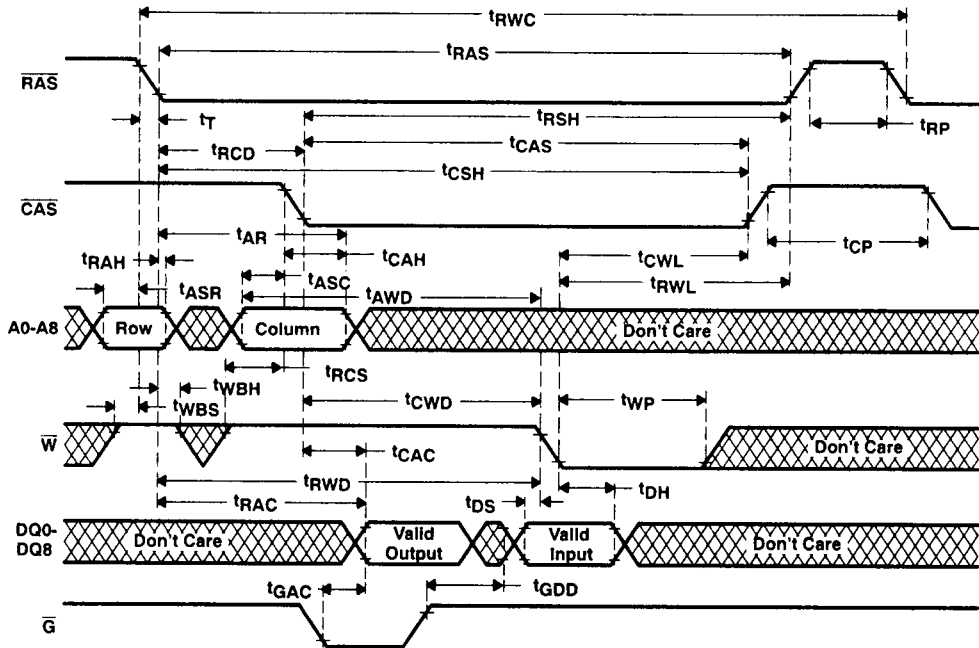 tRWC
tRAS
RAS
tT
tRSH
tRP
tRCD
tCAS
tCSH
CAS
tAR
tRAH
tCAH
tCWL
tCP
tASR
tASC
tAWD
tRWL
A0-A8
Row
Column
Don't Care
tRCS
tWBH
tWBS
tCWD
tWP
W
Don't Care
tCAC
tRWD
tRAC
tDS
tDH
DQ0-
DQ8
Don't Care
Valid
Output
Valid
Input
Don't Care
tGAC
tGDD
G